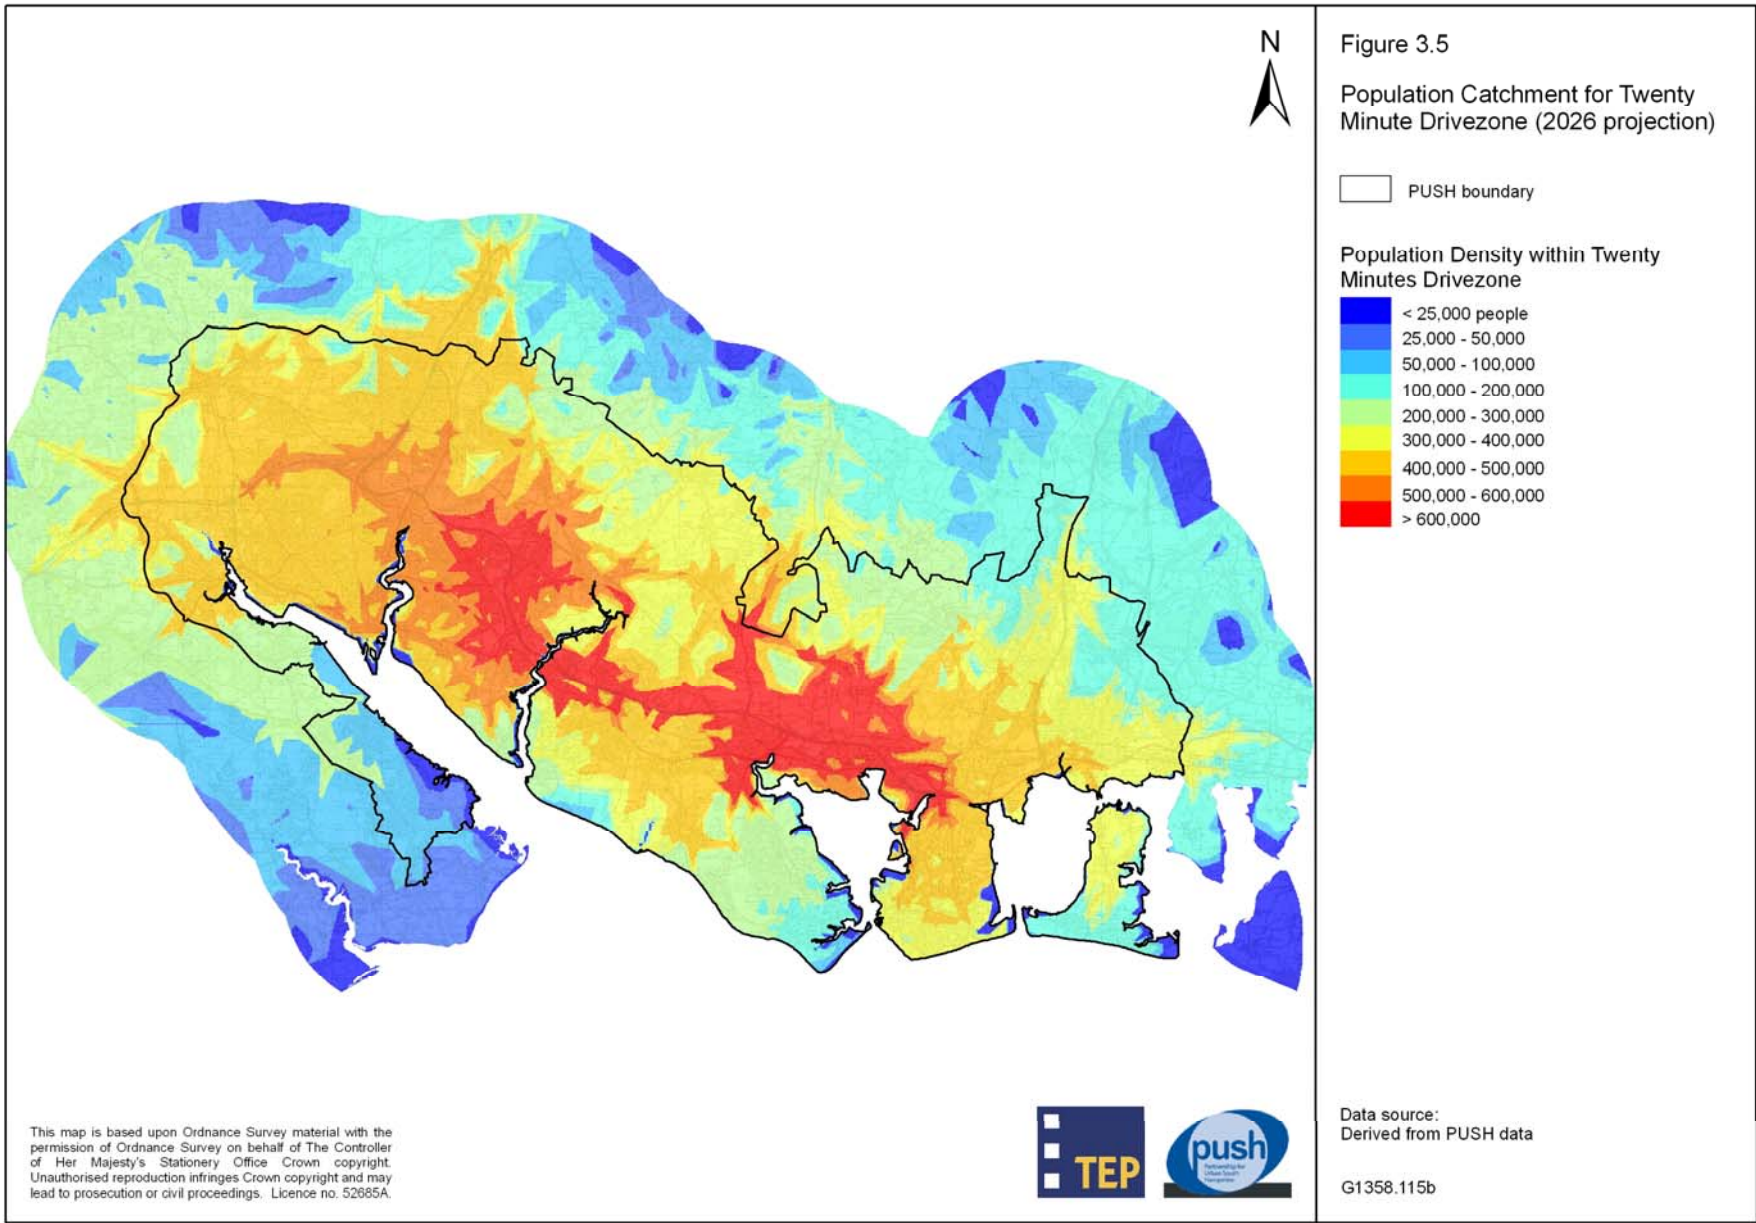 N
Figure 3.5
Population Catchment for Twenty
Minute Drivezone (2026 projection)
PUSH boundary
Population Density within Twenty
Minutes Drivezone
< 25,000 people
25,000 - 50,000
50,000 - 100,000
100,000 - 200,000
200,000 - 300,000
300,000 - 400,000
400,000 - 500,000
500,000 - 600,000
> 600,000
This map is based upon Ordnance Survey material with the
permission of Ordnance Survey on behalf of The Controller
of Her Majesty's Stationery Office Crown copyright.
Unauthorised reproduction infringes Crown copyright and may
lead to prosecution or civil proceedings. Licence no. 52685A.
TEP
push
Partnership for
Urban South
Hampshire
Data source:
Derived from PUSH data
G1358.115b